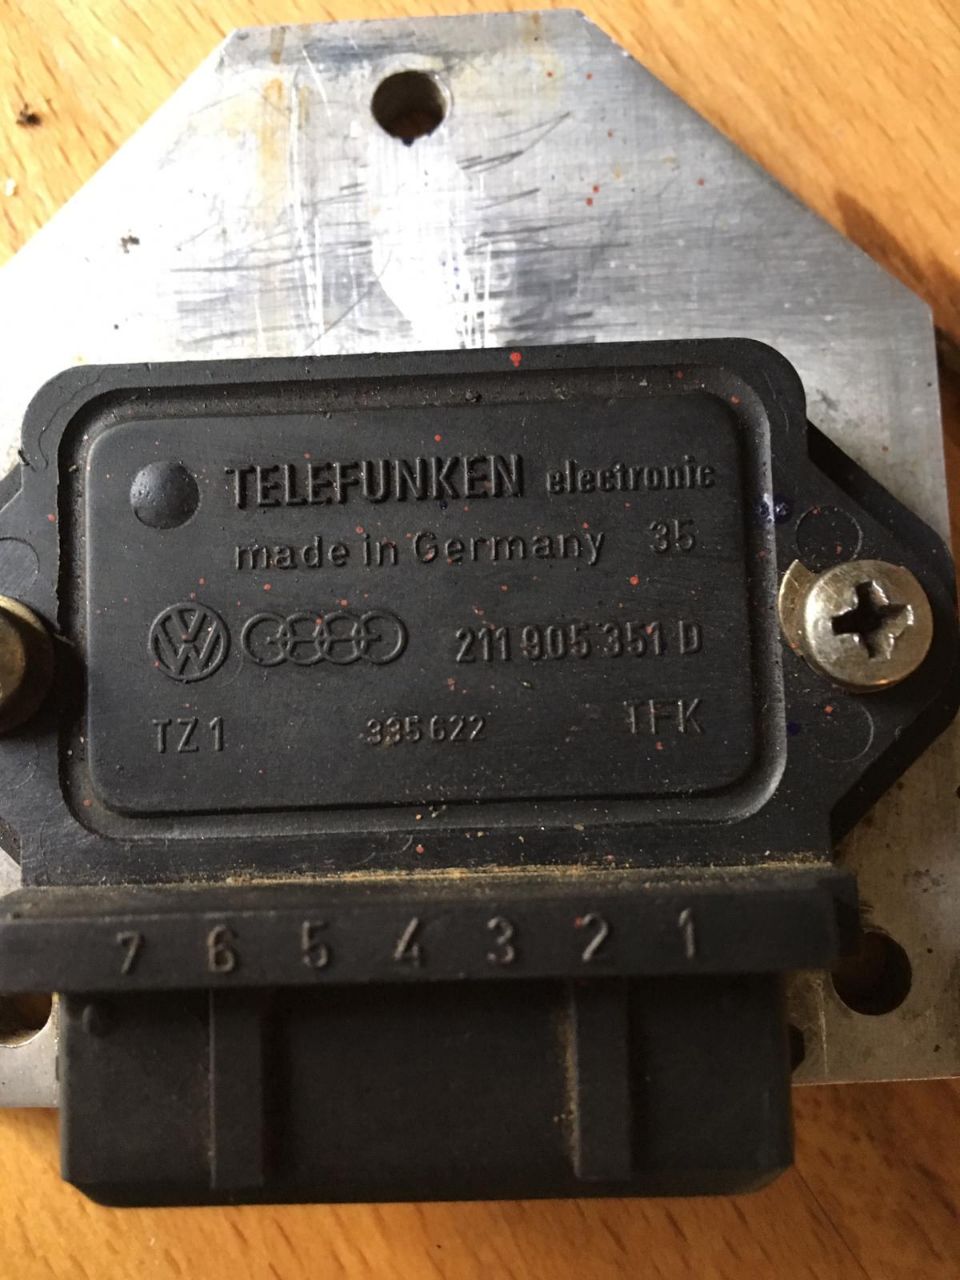 TELEFUNKEN electronic
made in Germany 35
VW 211 905 351 D
TZ1 335622 TFK
7 6 5 4 3 2 1